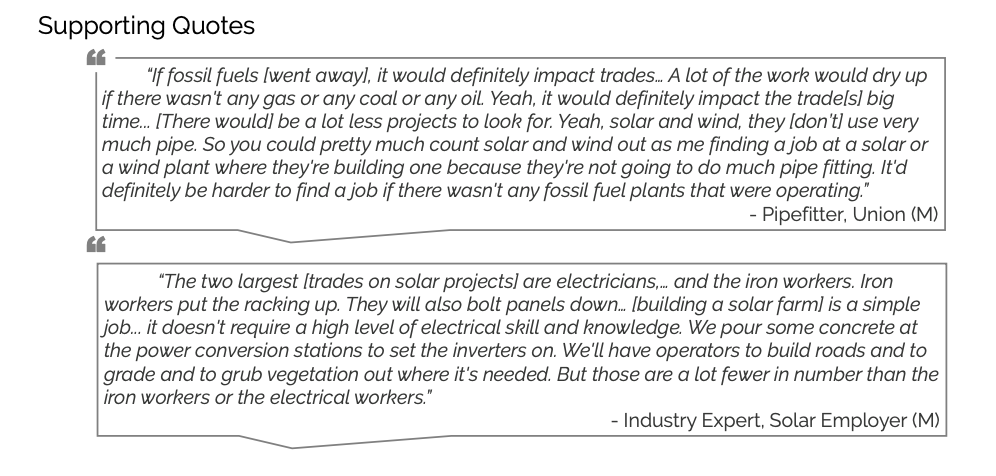 Supporting Quotes
“If fossil fuels [went away], it would definitely impact trades… A lot of the work would dry up
if there wasn't any gas or any coal or any oil. Yeah, it would definitely impact the trade[s] big
time... [There would] be a lot less projects to look for. Yeah, solar and wind, they [don't] use very
much pipe. So you could pretty much count solar and wind out as me finding a job at a solar or
a wind plant where they're building one because they're not going to do much pipe fitting. It'd
definitely be harder to find a job if there wasn't any fossil fuel plants that were operating.”
- Pipefitter, Union (M)
“The two largest [trades on solar projects] are electricians,… and the iron workers. Iron
workers put the racking up. They will also bolt panels down… [building a solar farm] is a simple
job... it doesn't require a high level of electrical skill and knowledge. We pour some concrete at
the power conversion stations to set the inverters on. We'll have operators to build roads and to
grade and to grub vegetation out where it's needed. But those are a lot fewer in number than the
iron workers or the electrical workers.”
- Industry Expert, Solar Employer (M)